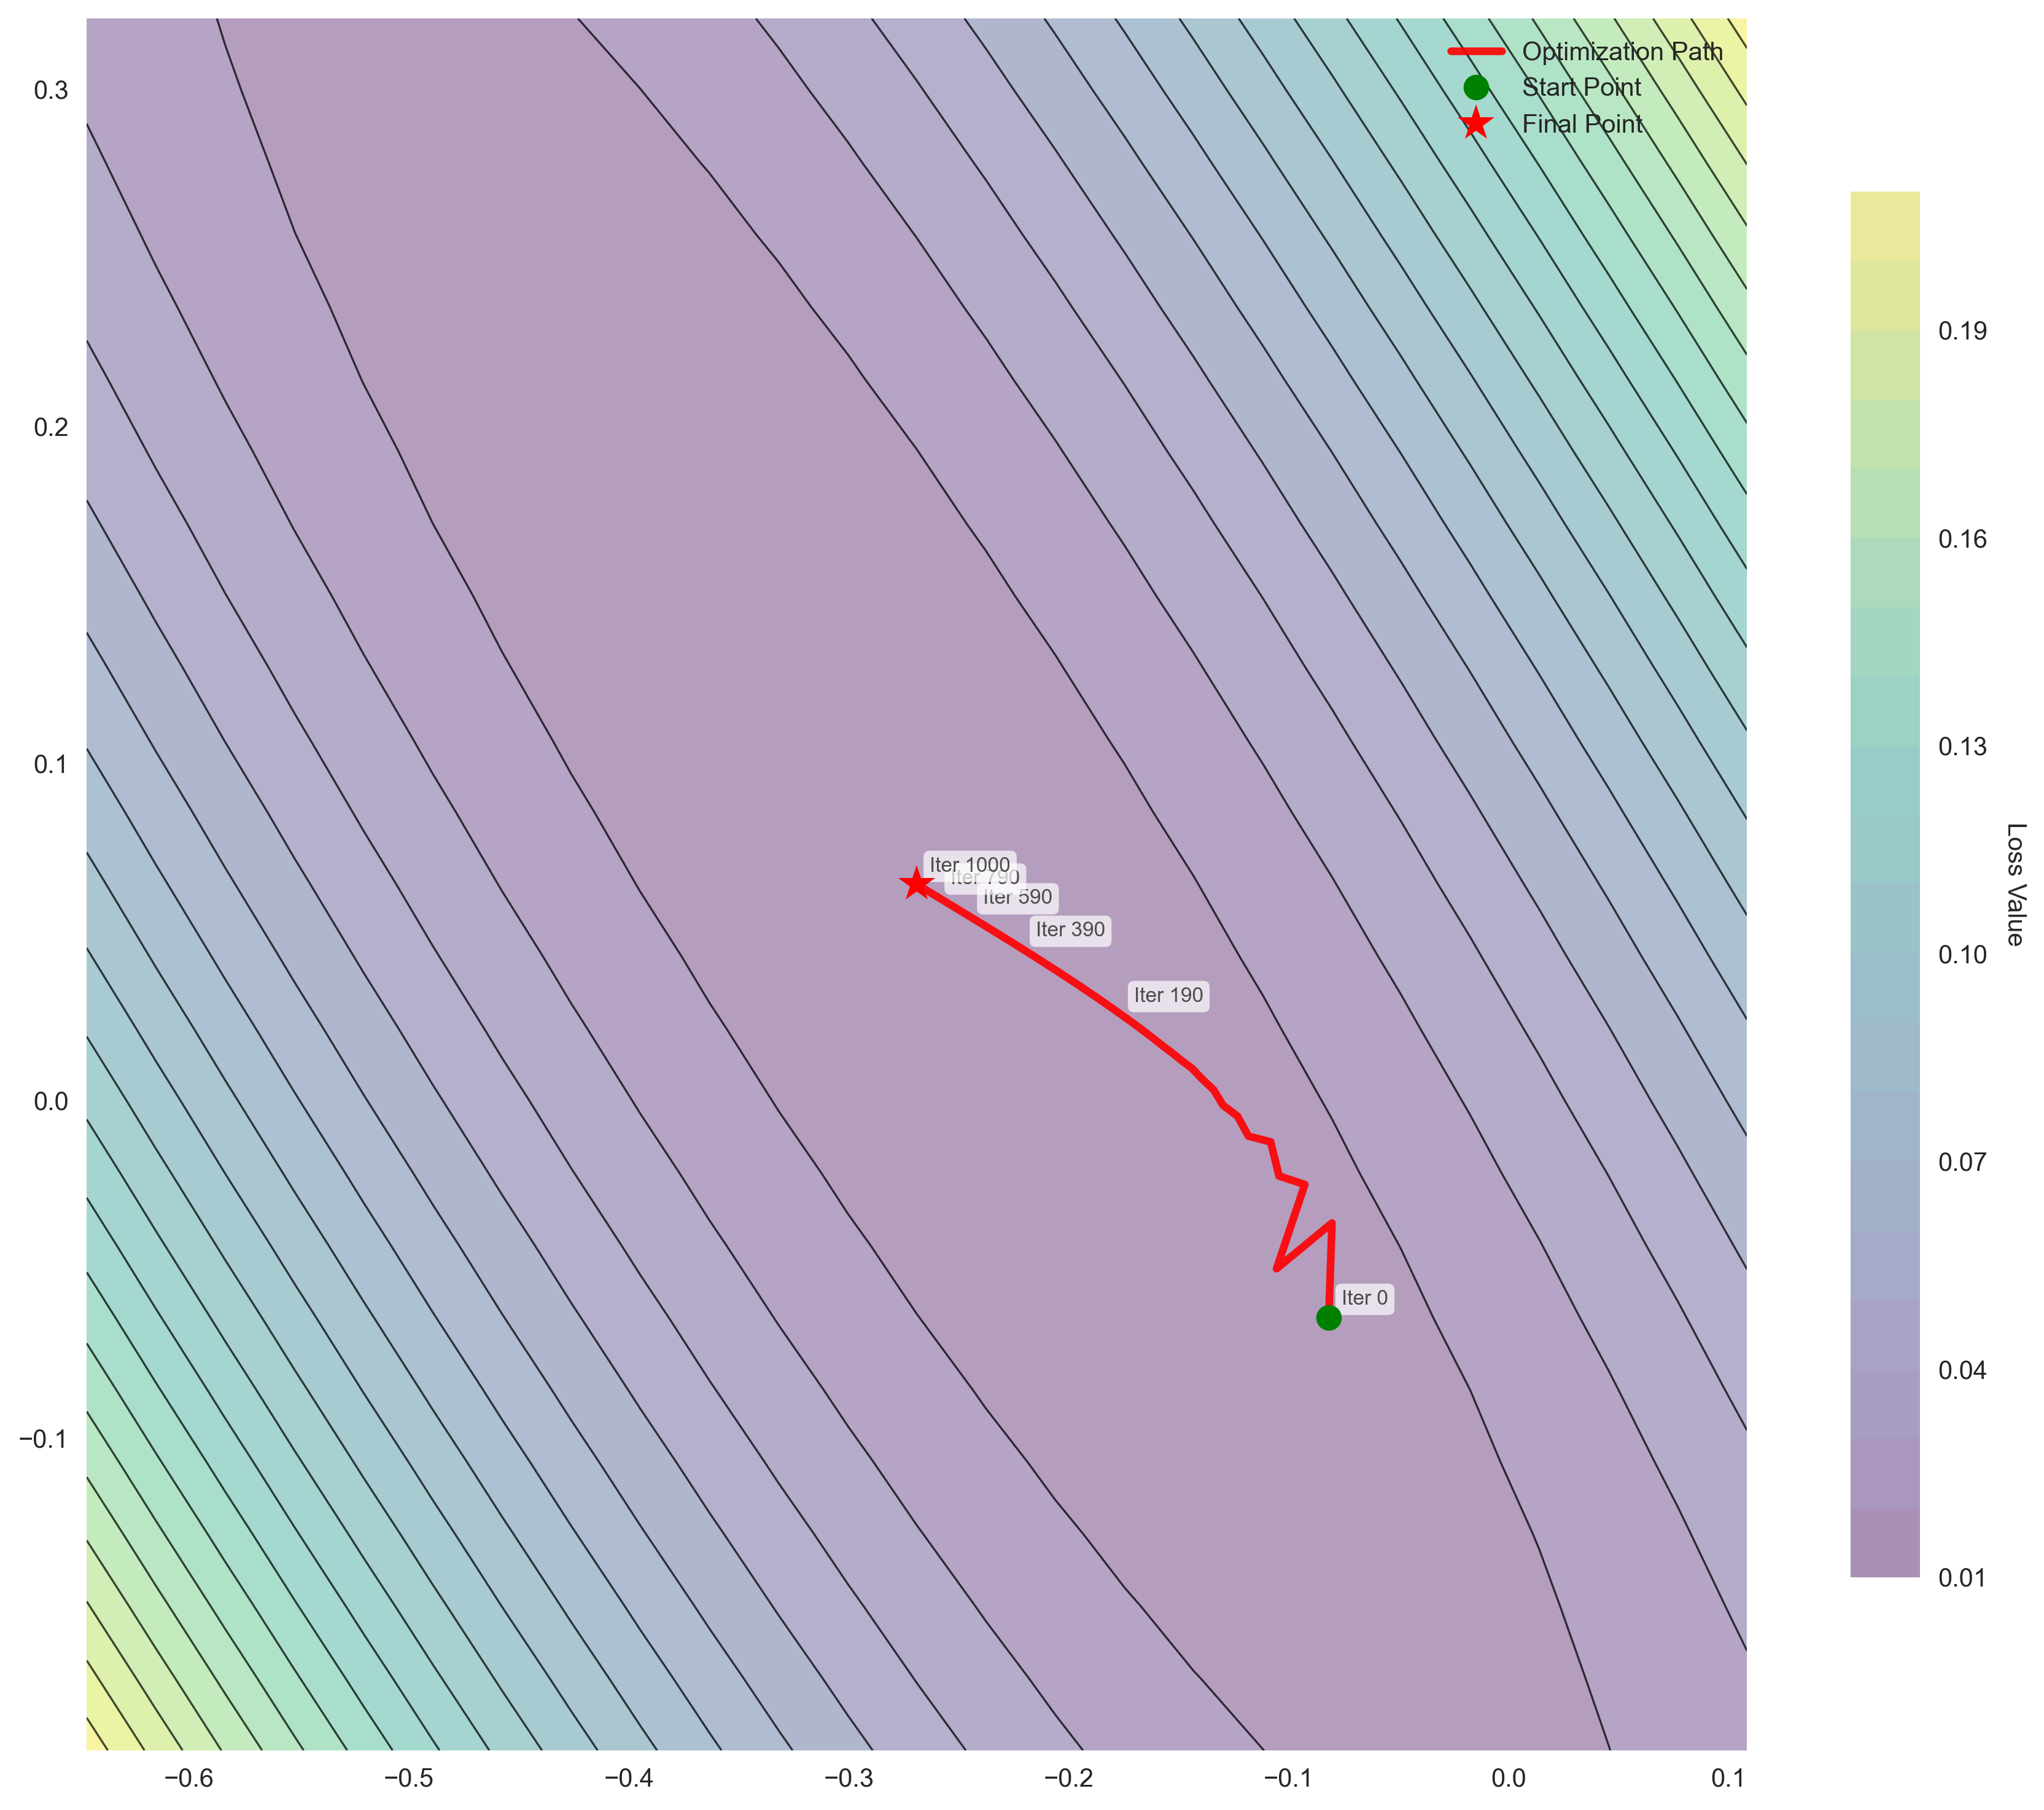 Optimization Path
Start Point
Final Point
0.3
0.2
0.1
0.0
−0.1
Iter 1000
Iter 790
Iter 590
Iter 390
Iter 190
Iter 0
−0.6
−0.5
−0.4
−0.3
−0.2
−0.1
0.0
0.1
0.19
0.16
0.13
0.10
0.07
0.04
0.01
Loss Value